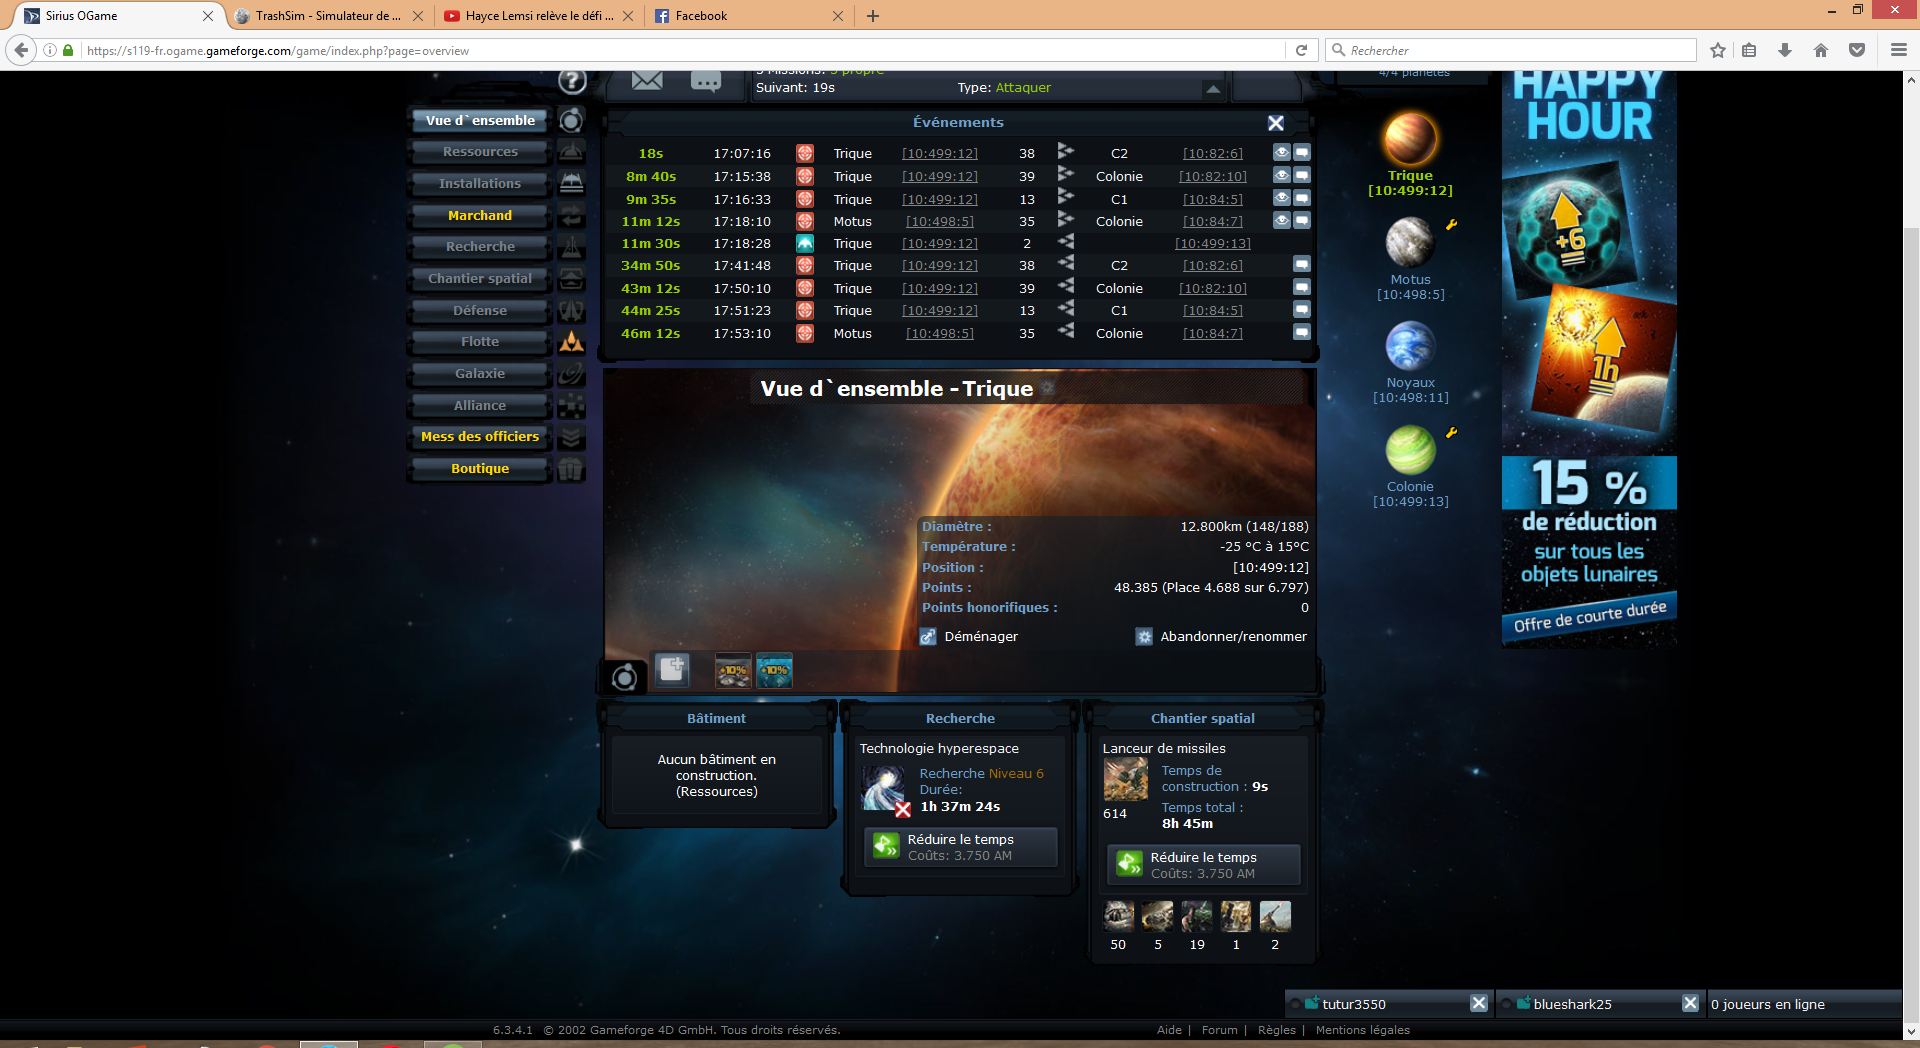 Sirius OGame
TrashSim - Simulateur de ...
Hayce Lemsi relève le défi ...
Facebook
https://s119-fr.ogame.gameforge.com/game/index.php?page=overview
Rechercher
3 Missions: 3 propre
Suivant: 19s Type: Attaquer
4/4 planètes
Vue d`ensemble
Ressources
Installations
Marchand
Recherche
Chantier spatial
Défense
Flotte
Galaxie
Alliance
Mess des officiers
Boutique
Événements
18s 17:07:16 Trique [10:499:12] 38 C2 [10:82:6]
8m 40s 17:15:38 Trique [10:499:12] 39 Colonie [10:82:10]
9m 35s 17:16:33 Trique [10:499:12] 13 C1 [10:84:5]
11m 12s 17:18:10 Motus [10:498:5] 35 Colonie [10:84:7]
11m 30s 17:18:28 Trique [10:499:12] 2 [10:499:13]
34m 50s 17:41:48 Trique [10:499:12] 38 C2 [10:82:6]
43m 12s 17:50:10 Trique [10:499:12] 39 Colonie [10:82:10]
44m 25s 17:51:23 Trique [10:499:12] 13 C1 [10:84:5]
46m 12s 17:53:10 Motus [10:498:5] 35 Colonie [10:84:7]
Vue d`ensemble - Trique
Diamètre : 12.800km (148/188)
Température : -25 °C à 15°C
Position : [10:499:12]
Points : 48.385 (Place 4.688 sur 6.797)
Points honorifiques : 0
Déménager
Abandonner/renommer
+10%
+10%
Trique
[10:499:12]
Motus
[10:498:5]
Noyaux
[10:498:11]
Colonie
[10:499:13]
HAPPY
HOUR
+6
1h
15 %
de réduction
sur tous les
objets lunaires
Offre de courte durée
Bâtiment
Aucun bâtiment en
construction.
(Ressources)
Recherche
Technologie hyperespace
Recherche Niveau 6
Durée:
1h 37m 24s
Réduire le temps
Coûts: 3.750 AM
Chantier spatial
Lanceur de missiles
Temps de
construction : 9s
614
Temps total :
8h 45m
Réduire le temps
Coûts: 3.750 AM
50 5 19 1 2
tutur3550
blueshark25
0 joueurs en ligne
6.3.4.1 © 2002 Gameforge 4D GmbH. Tous droits réservés.
Aide | Forum | Règles | Mentions légales